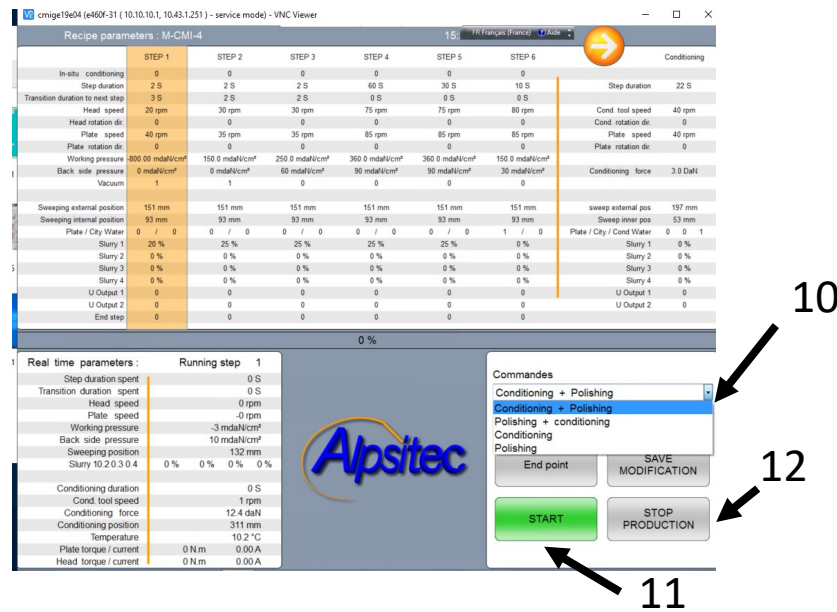 cmige19e04 (e460f-31 ( 10.10.10.1, 10.43.1.251 ) - service mode) - VNC Viewer
Recipe parameters : M-CMI-4 15: FR Français (France) Aide
STEP 1 STEP 2 STEP 3 STEP 4 STEP 5 STEP 6 Conditioning
In-situ conditioning 0 0 0 0 0 0
Step duration 2 S 2 S 2 S 60 S 30 S 10 S Step duration 22 S
Transition duration to next step 3 S 2 S 2 S 0 S 0 S 0 S
Head speed 20 rpm 30 rpm 30 rpm 75 rpm 75 rpm 80 rpm Cond. tool speed 40 rpm
Head rotation dir. 0 0 0 0 0 0 Cond. rotation dir. 0
Plate speed 40 rpm 35 rpm 35 rpm 85 rpm 85 rpm 85 rpm Plate speed 40 rpm
Plate rotation dir. 0 0 0 0 0 0 Plate rotation dir. 0
Working pressure -800.00 mdaN/cm² 150.0 mdaN/cm² 250.0 mdaN/cm² 360.0 mdaN/cm² 360.0 mdaN/cm² 150.0 mdaN/cm²
Back side pressure 0 mdaN/cm² 0 mdaN/cm² 60 mdaN/cm² 90 mdaN/cm² 90 mdaN/cm² 30 mdaN/cm² Conditioning force 3.0 DaN
Vacuum 1 1 0 0 0 0
Sweeping external position 151 mm 151 mm 151 mm 151 mm 151 mm 151 mm sweep external pos 197 mm
Sweeping internal position 93 mm 93 mm 93 mm 93 mm 93 mm 93 mm Sweep inner pos 53 mm
Plate / City Water 0 / 0 0 / 0 0 / 0 0 / 0 0 / 0 1 / 0 Plate / City / Cond Water 0 0 1
Slurry 1 20 % 25 % 25 % 25 % 25 % 0 % Slurry 1 0 %
Slurry 2 0 % 0 % 0 % 0 % 0 % 0 % Slurry 2 0 %
Slurry 3 0 % 0 % 0 % 0 % 0 % 0 % Slurry 3 0 %
Slurry 4 0 % 0 % 0 % 0 % 0 % 0 % Slurry 4 0 %
U Output 1 0 0 0 0 0 0 U Output 1 0
U Output 2 0 0 0 0 0 0 U Output 2 0
End step 0 0 0 0 0 0
0 %
Real time parameters : Running step 1
Step duration spent 0 S
Transition duration spent 0 S
Head speed 0 rpm
Plate speed -0 rpm
Working pressure -3 mdaN/cm²
Back side pressure 10 mdaN/cm²
Sweeping position 132 mm
Slurry 10.2 0.3 0.4 0 % 0 % 0 % 0 %
Conditioning duration 0 S
Cond. tool speed 1 rpm
Conditioning force 12.4 daN
Conditioning position 311 mm
Temperature 10.2 °C
Plate torque / current 0 N.m 0.00 A
Head torque / current 0 N.m 0.00 A
Alpsitec
Commandes
Conditioning + Polishing
Conditioning + Polishing
Polishing + conditioning
Conditioning
Polishing
End point
SAVE
MODIFICATION
START
STOP
PRODUCTION
10
12
11